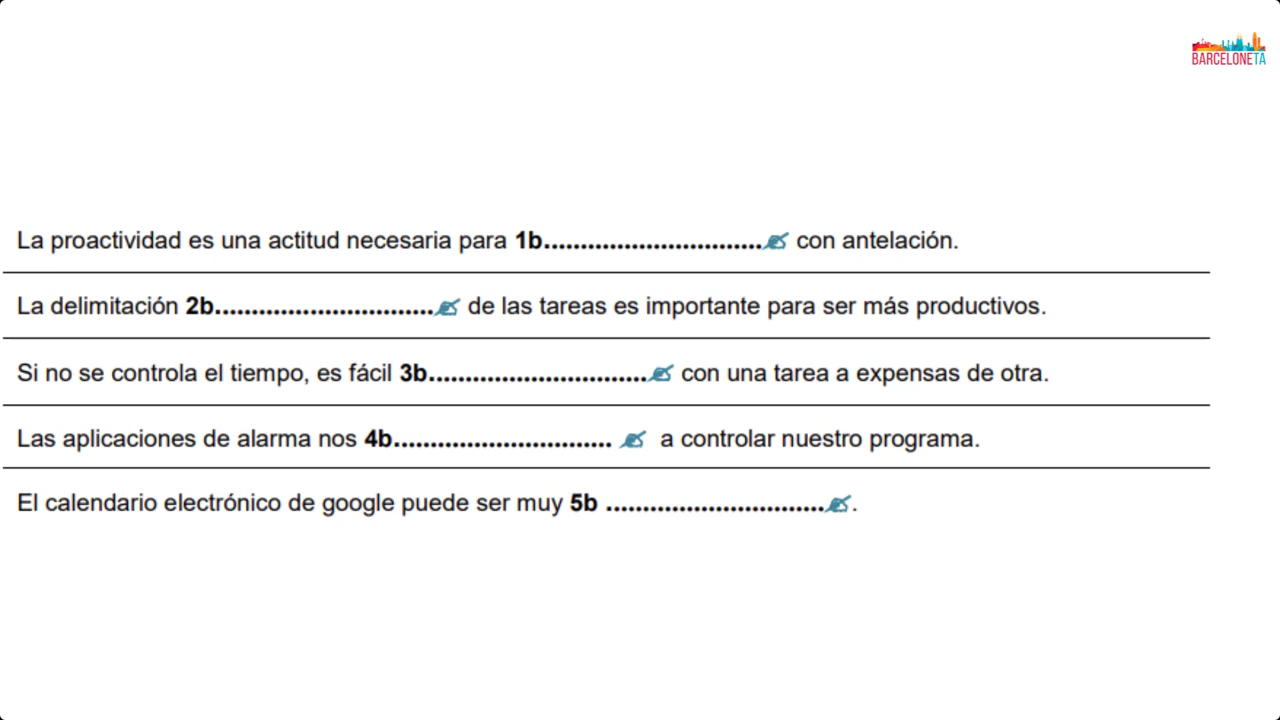 BARCELONETA
La proactividad es una actitud necesaria para 1b.............................. con antelación.
La delimitación 2b.............................. de las tareas es importante para ser más productivos.
Si no se controla el tiempo, es fácil 3b.............................. con una tarea a expensas de otra.
Las aplicaciones de alarma nos 4b.............................. a controlar nuestro programa.
El calendario electrónico de google puede ser muy 5b ..............................